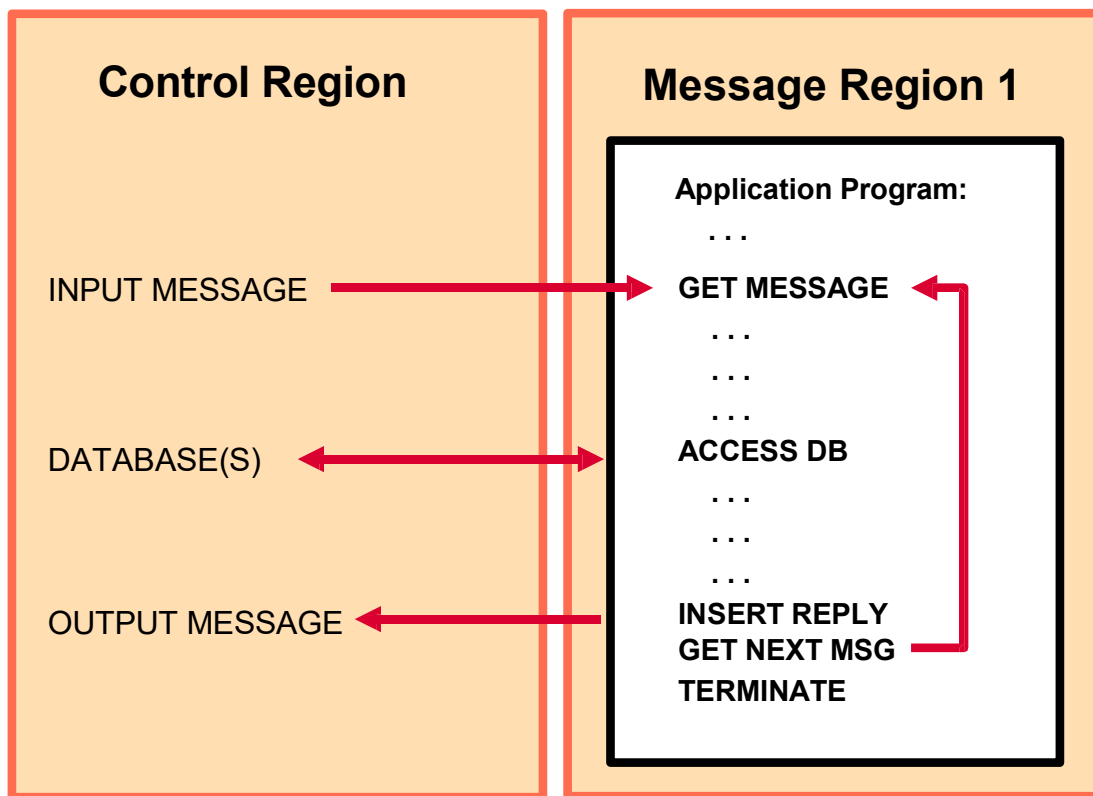 Control Region
INPUT MESSAGE
DATABASE(S)
OUTPUT MESSAGE
Message Region 1
Application Program:
. . .
GET MESSAGE
. . .
. . .
. . .
ACCESS DB
. . .
. . .
. . .
INSERT REPLY
GET NEXT MSG
TERMINATE